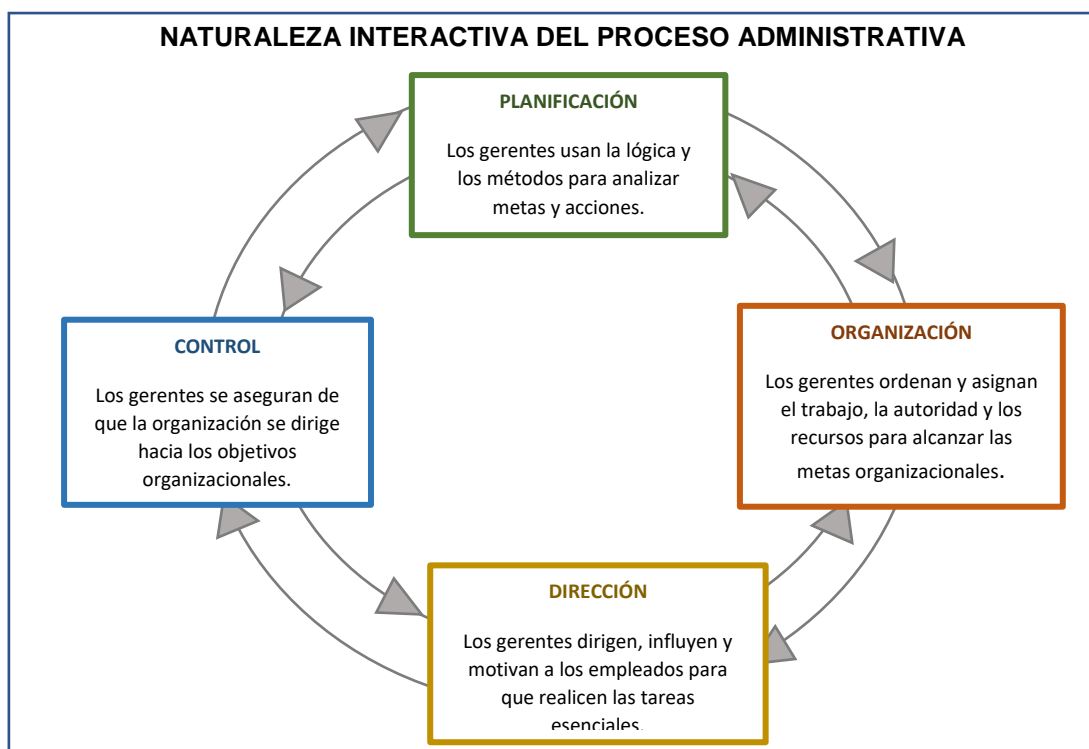 NATURALEZA INTERACTIVA DEL PROCESO ADMINISTRATIVA
PLANIFICACIÓN
Los gerentes usan la lógica y
los métodos para analizar
metas y acciones.
CONTROL
Los gerentes se aseguran de
que la organización se dirige
hacia los objetivos
organizacionales.
ORGANIZACIÓN
Los gerentes ordenan y asignan
el trabajo, la autoridad y los
recursos para alcanzar las
metas organizacionales.
DIRECCIÓN
Los gerentes dirigen, influyen y
motivan a los empleados para
que realicen las tareas
esenciales.